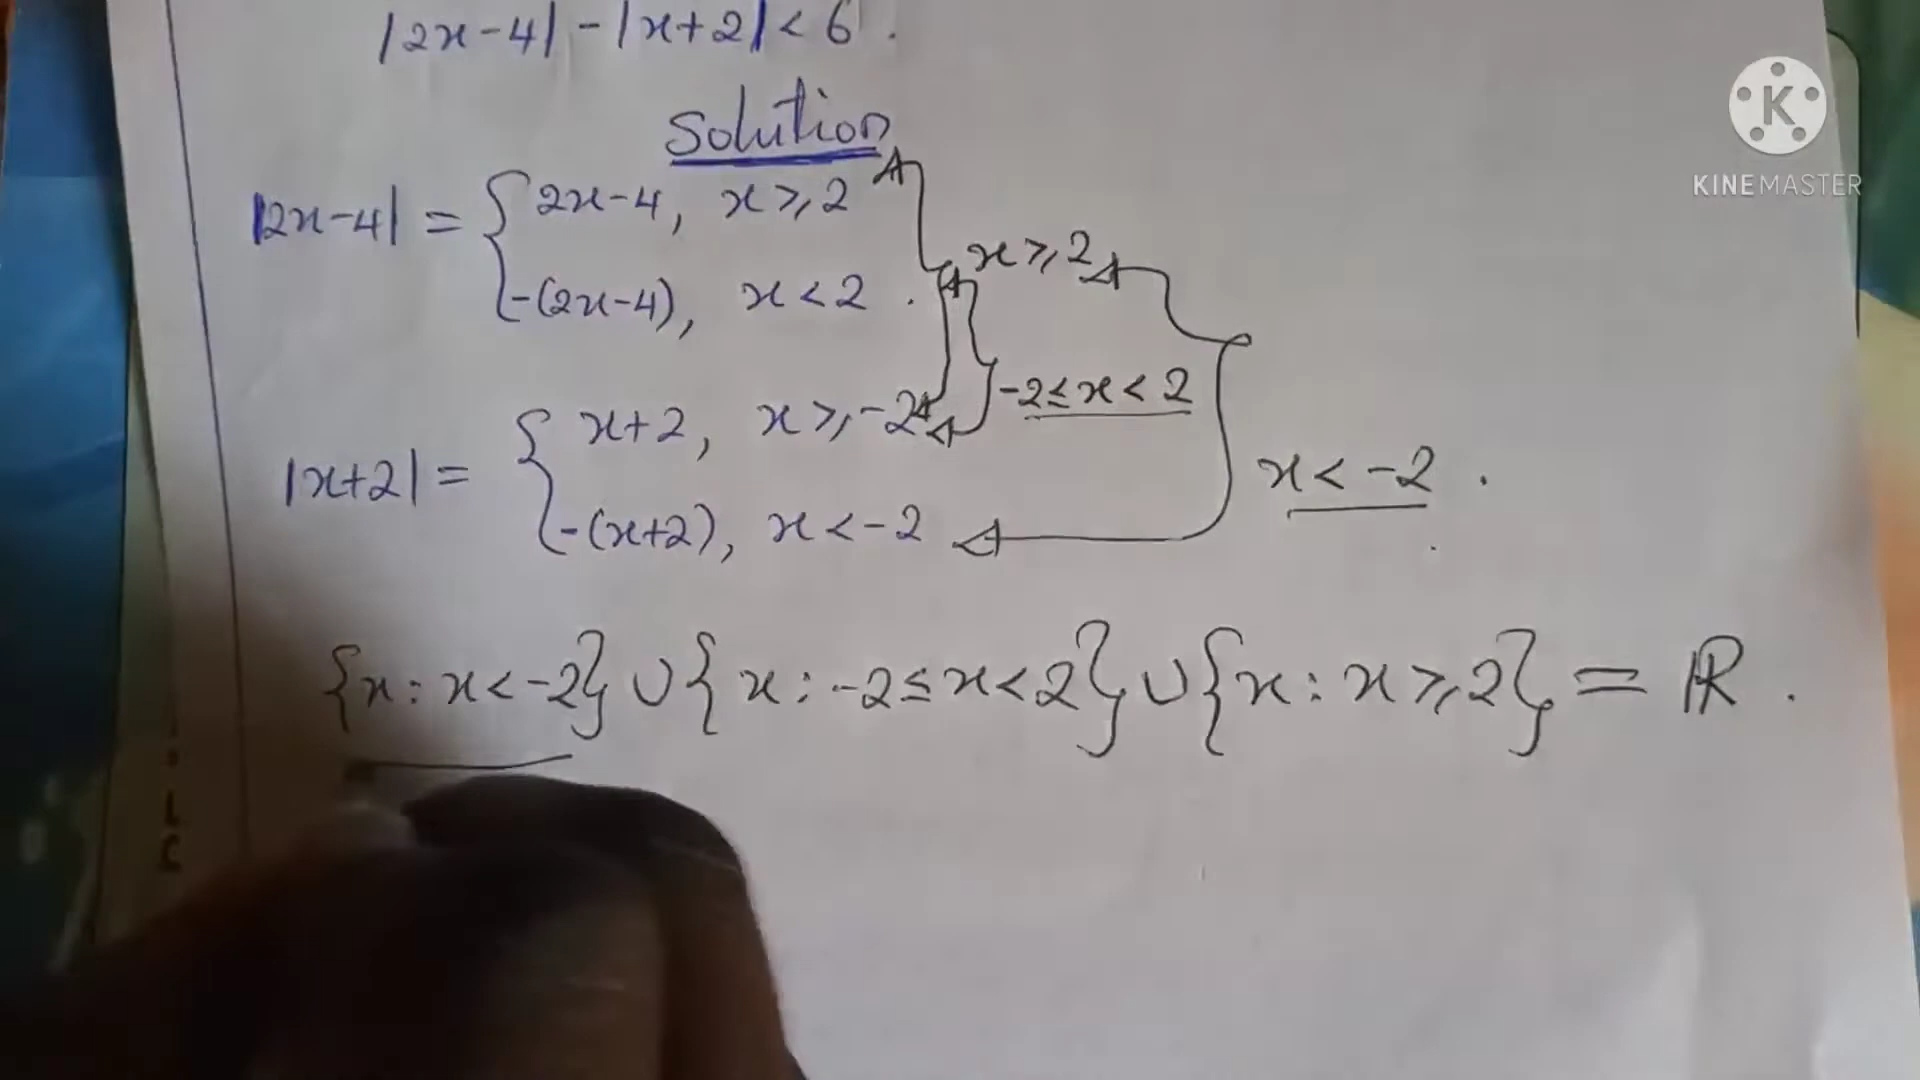 |2x-4| - |x+2| < 6 .
K
KINEMASTER
Solution
|2x-4| = { 2x-4, x ≥ 2
-(2x-4), x < 2 .
x ≥ 2
-2 ≤ x < 2
|x+2| = { x+2, x ≥ -2
-(x+2), x < -2
x < -2 .
{x : x < -2} ∪ {x : -2 ≤ x < 2} ∪ {x : x ≥ 2} = ℝ .
L
C